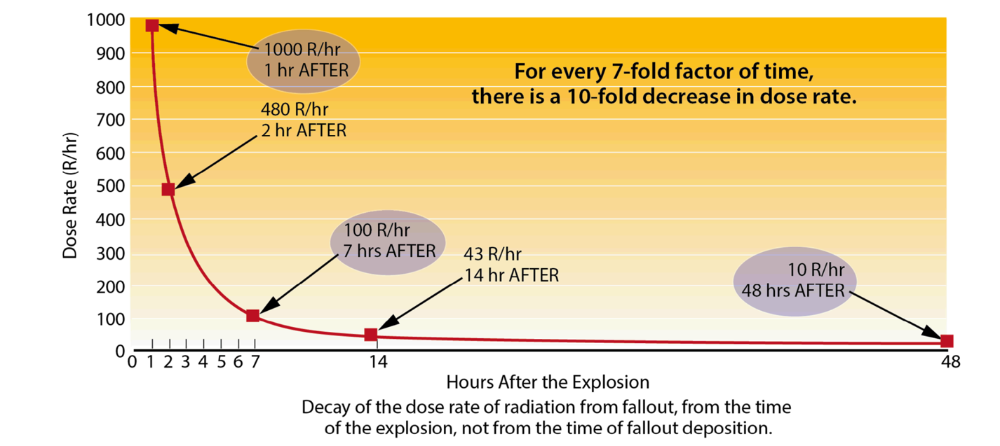 1000
900
800
700
600
500
400
300
200
100
0
Dose Rate (R/hr)
1000 R/hr
1 hr AFTER
480 R/hr
2 hr AFTER
For every 7-fold factor of time,
there is a 10-fold decrease in dose rate.
100 R/hr
7 hrs AFTER
43 R/hr
14 hr AFTER
10 R/hr
48 hrs AFTER
0 1 2 3 4 5 6 7 14 48
Hours After the Explosion
Decay of the dose rate of radiation from fallout, from the time
of the explosion, not from the time of fallout deposition.